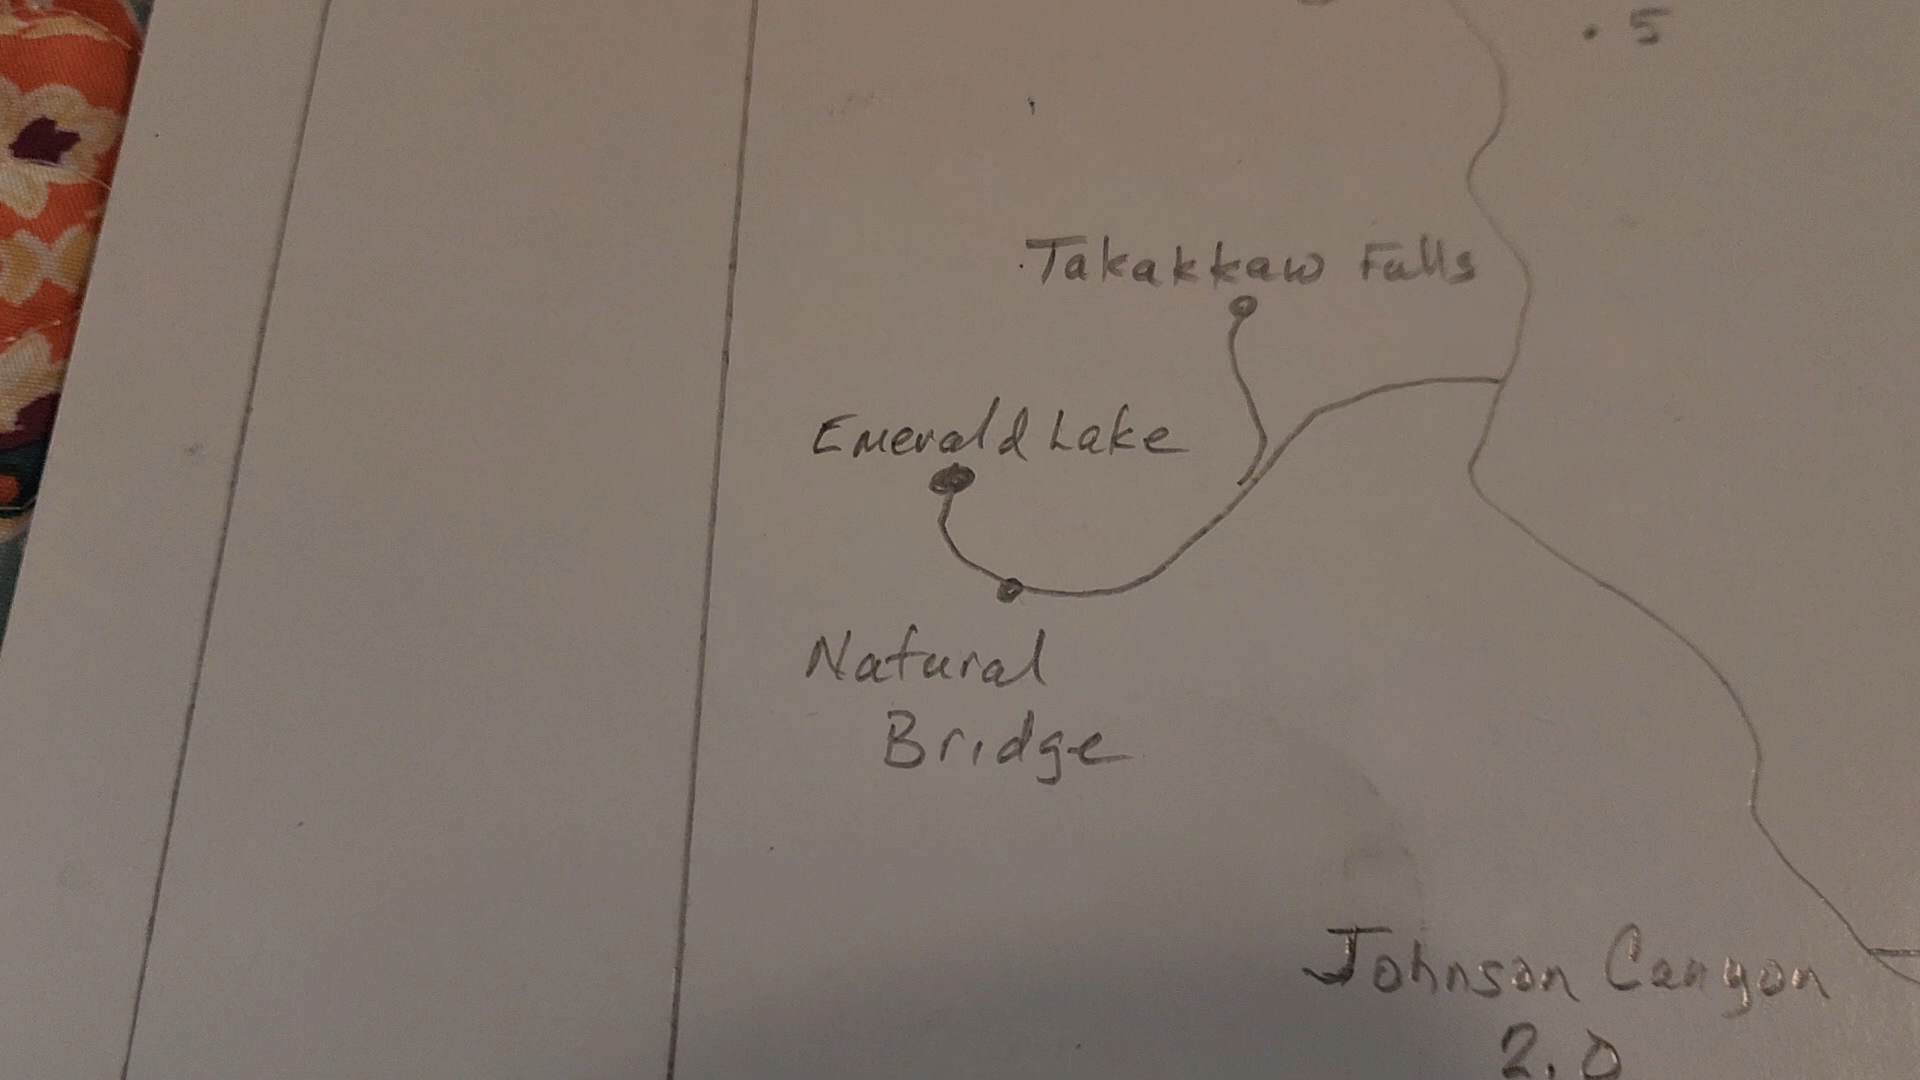 . 5
Takakkaw Falls
Emerald Lake
Natural
Bridge
Johnson Canyon
2.0